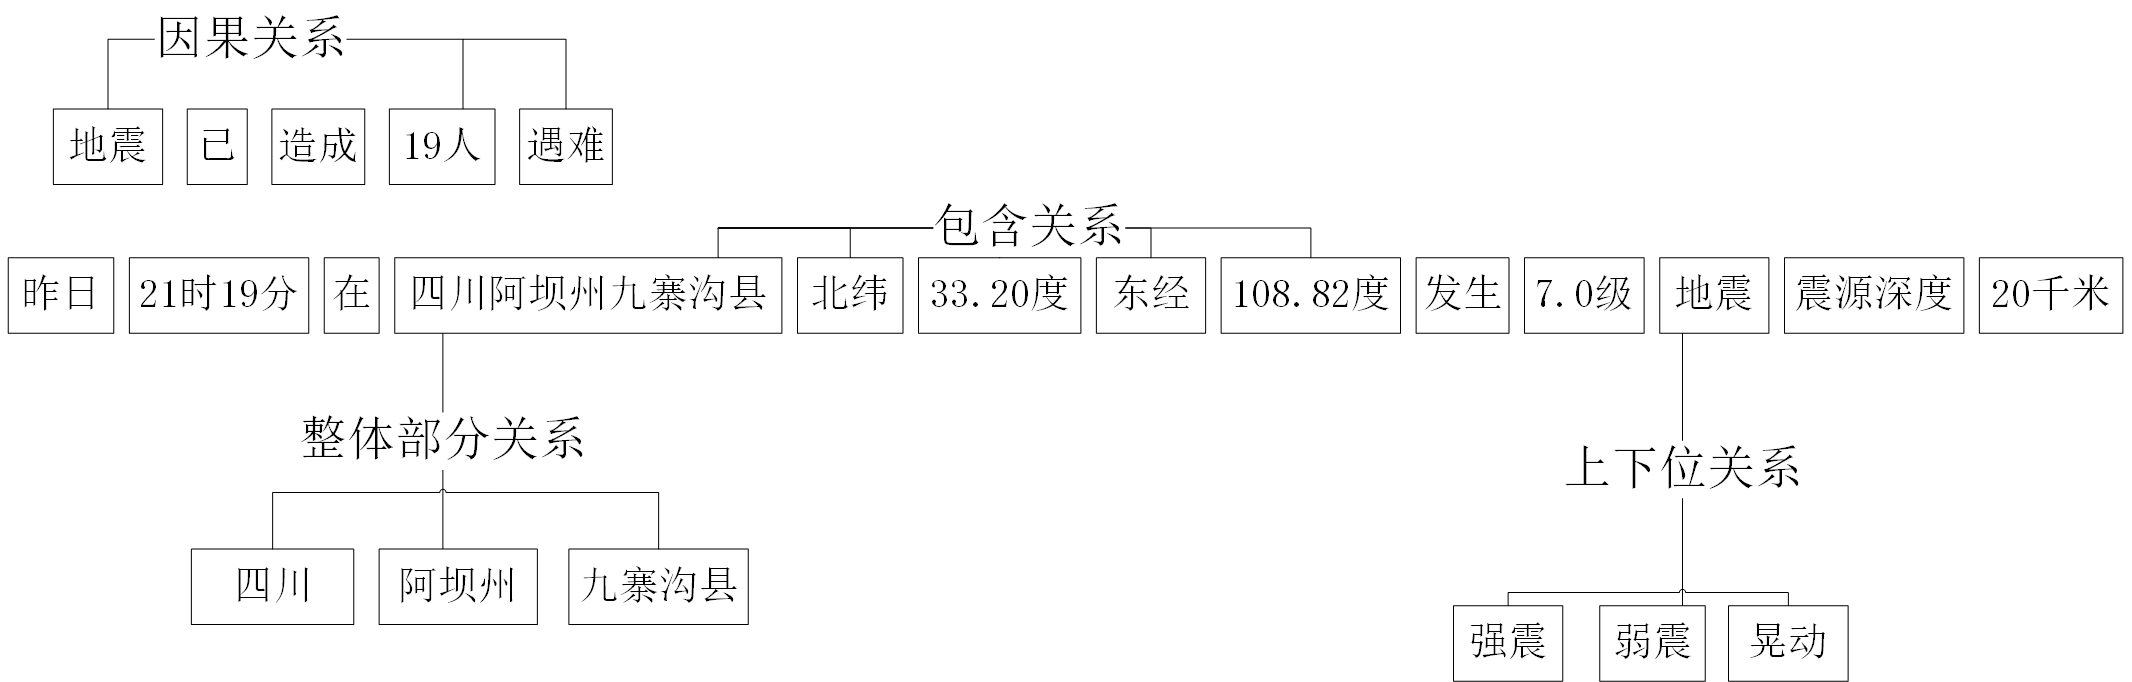 因果关系
地震 已 造成 19人 遇难
包含关系
昨日 21时19分 在 四川阿坝州九寨沟县 北纬 33.20度 东经 108.82度 发生 7.0级 地震 震源深度 20千米
整体部分关系
上下位关系
四川 阿坝州 九寨沟县
强震 弱震 晃动